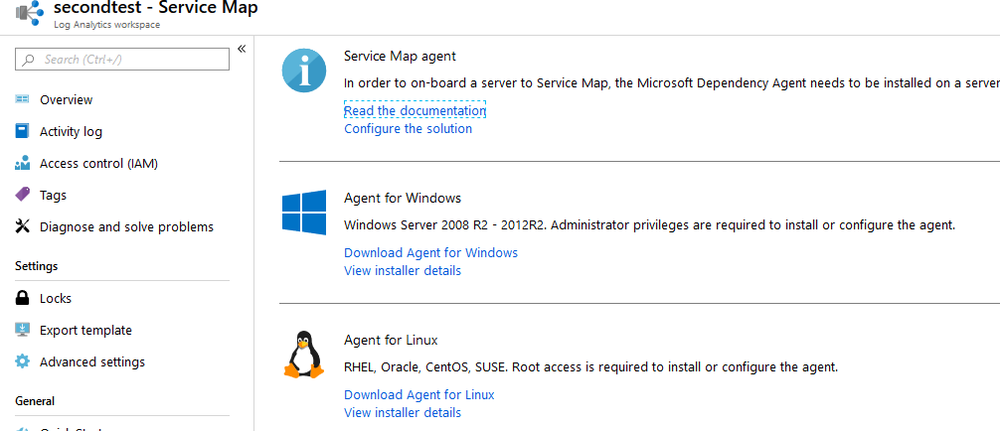 secondtest - Service Map
Log Analytics workspace
Search (Ctrl+/)
«
Overview
Activity log
Access control (IAM)
Tags
Diagnose and solve problems
Settings
Locks
Export template
Advanced settings
General
Service Map agent
In order to on-board a server to Service Map, the Microsoft Dependency Agent needs to be installed on a server
Read the documentation
Configure the solution
Agent for Windows
Windows Server 2008 R2 - 2012R2. Administrator privileges are required to install or configure the agent.
Download Agent for Windows
View installer details
Agent for Linux
RHEL, Oracle, CentOS, SUSE. Root access is required to install or configure the agent.
Download Agent for Linux
View installer details